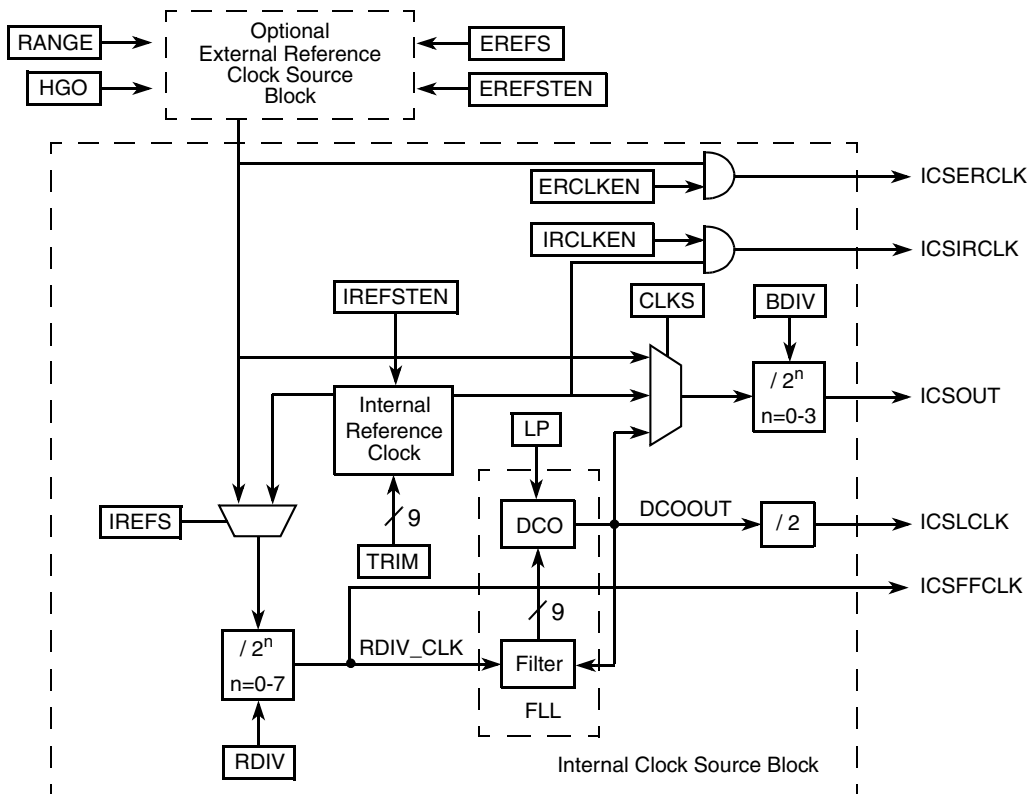 RANGE
HGO
Optional
External Reference
Clock Source
Block
EREFS
EREFSTEN
ERCLKEN
ICSERCLK
IRCLKEN
ICSIRCLK
IREFSTEN
CLKS
BDIV
Internal
Reference
Clock
/ 2ⁿ
n=0-3
ICSOUT
LP
IREFS
9
TRIM
DCO
DCOOUT
/ 2
ICSLCLK
ICSFFCLK
9
/ 2ⁿ
n=0-7
RDIV_CLK
Filter
FLL
RDIV
Internal Clock Source Block